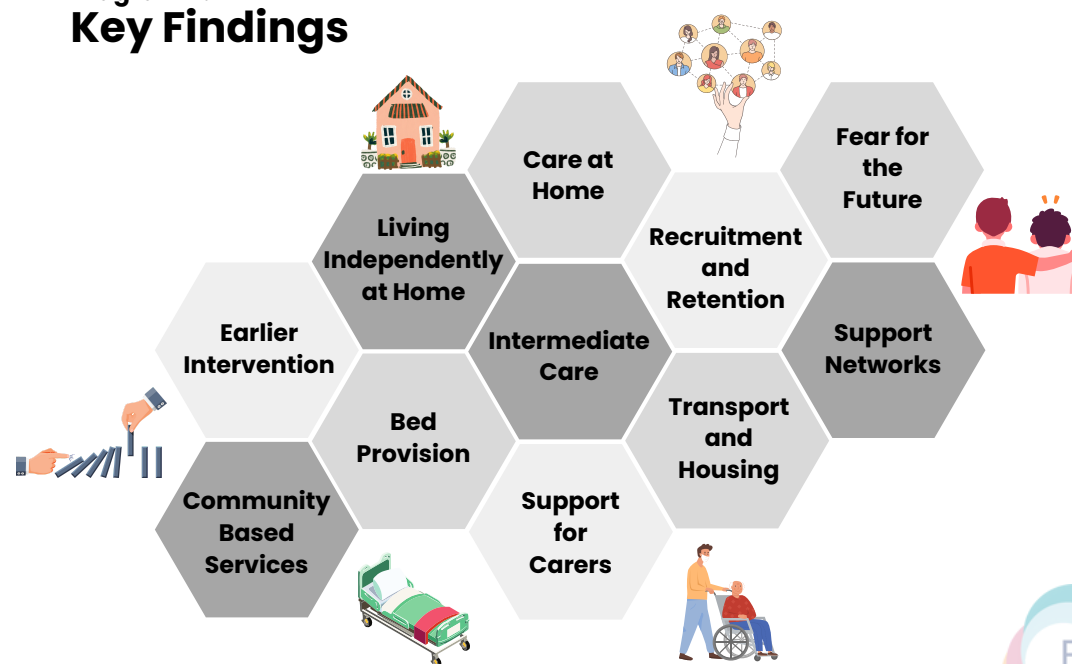 Key Findings
Care at
Home
Fear for
the
Future
Living
Independently
at Home
Recruitment
and
Retention
Earlier
Intervention
Intermediate
Care
Support
Networks
Bed
Provision
Transport
and
Housing
Community
Based
Services
Support
for
Carers